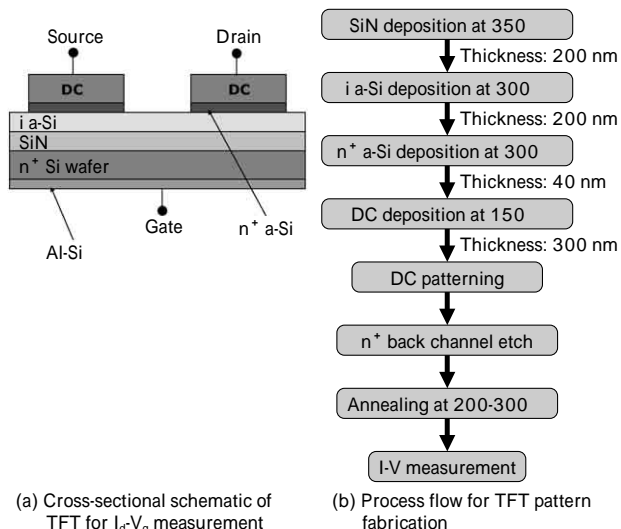 Source
Drain
DC
DC
i a-Si
SiN
n⁺ Si wafer
Al-Si
Gate
n⁺ a-Si
(a) Cross-sectional schematic of
TFT for Id-Vg measurement
SiN deposition at 350
Thickness: 200 nm
i a-Si deposition at 300
Thickness: 200 nm
n⁺ a-Si deposition at 300
Thickness: 40 nm
DC deposition at 150
Thickness: 300 nm
DC patterning
n⁺ back channel etch
Annealing at 200-300
I-V measurement
(b) Process flow for TFT pattern
fabrication